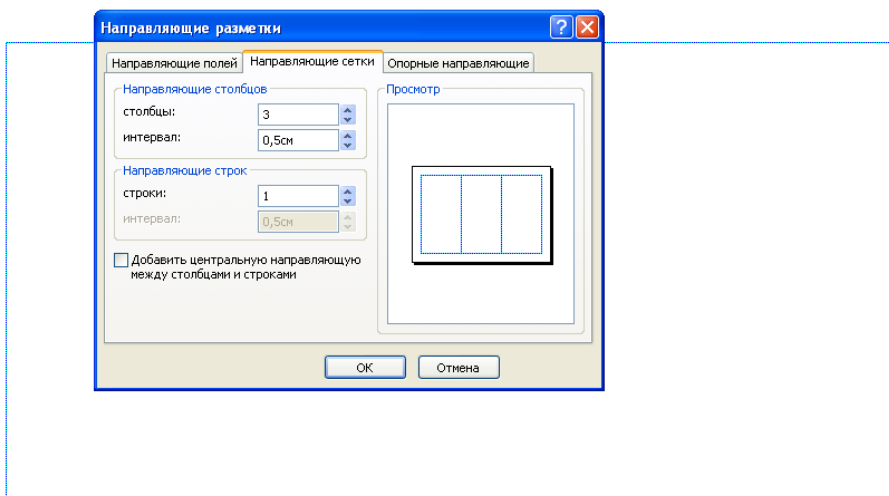 Направляющие разметки
Направляющие полей Направляющие сетки Опорные направляющие
Направляющие столбцов
столбцы: 3
интервал: 0,5см
Направляющие строк
строки: 1
интервал: 0,5см
Добавить центральную направляющую
между столбцами и строками
Просмотр
ОК Отмена